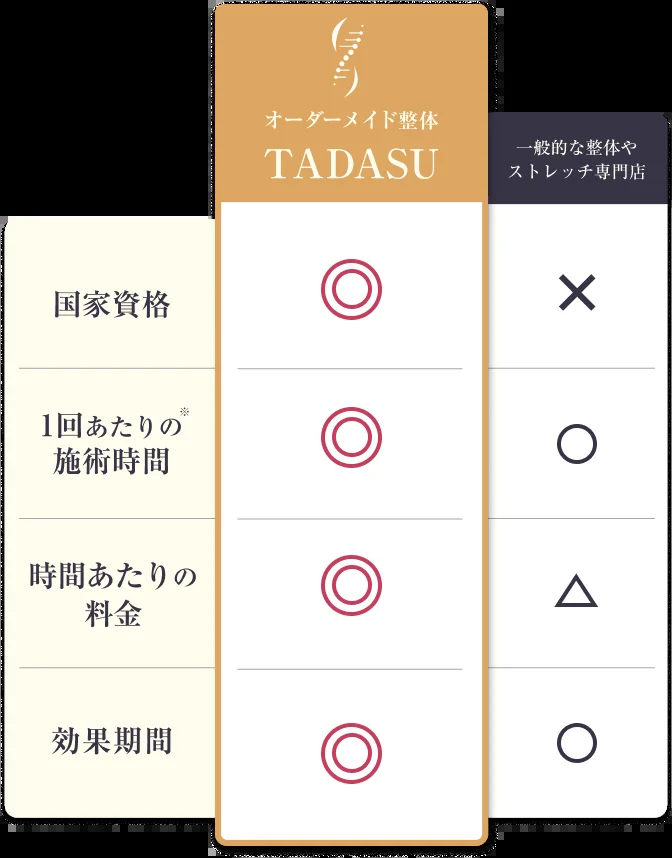 オーダーメイド整体
TADASU
一般的な整体や
ストレッチ専門店
国家資格
◎
×
1回あたりの※
施術時間
◎
○
時間あたりの
料金
◎
△
効果期間
◎
○